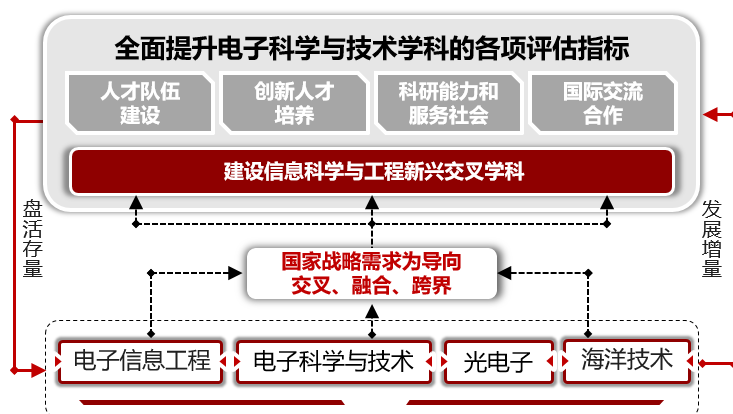 全面提升电子科学与技术学科的各项评估指标
人才队伍
建设
创新人才
培养
科研能力和
服务社会
国际交流
合作
建设信息科学与工程新兴交叉学科
盘活存量
发展增量
国家战略需求为导向
交叉、融合、跨界
电子信息工程
电子科学与技术
光电子
海洋技术